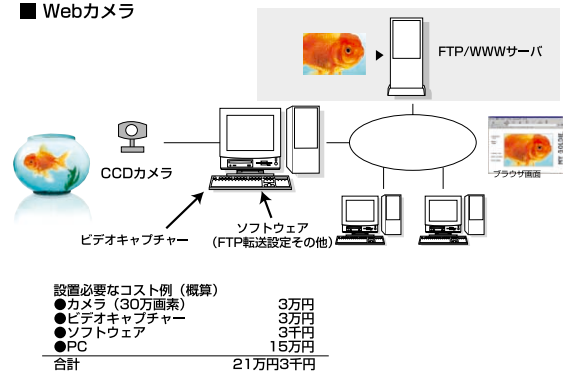 ■ Webカメラ
FTP/WWWサーバ
CCDカメラ
ブラウザ画面
ビデオキャプチャー
ソフトウェア
（FTP転送設定その他）
設置必要なコスト例（概算）
●カメラ（30万画素） 3万円
●ビデオキャプチャー 3万円
●ソフトウェア 3千円
●PC 15万円
合計 21万円3千円